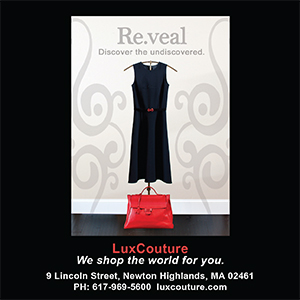 Re.veal
Discover the undiscovered.
LuxCouture
We shop the world for you.
9 Lincoln Street, Newton Highlands, MA 02461
PH: 617-969-5600 luxcouture.com